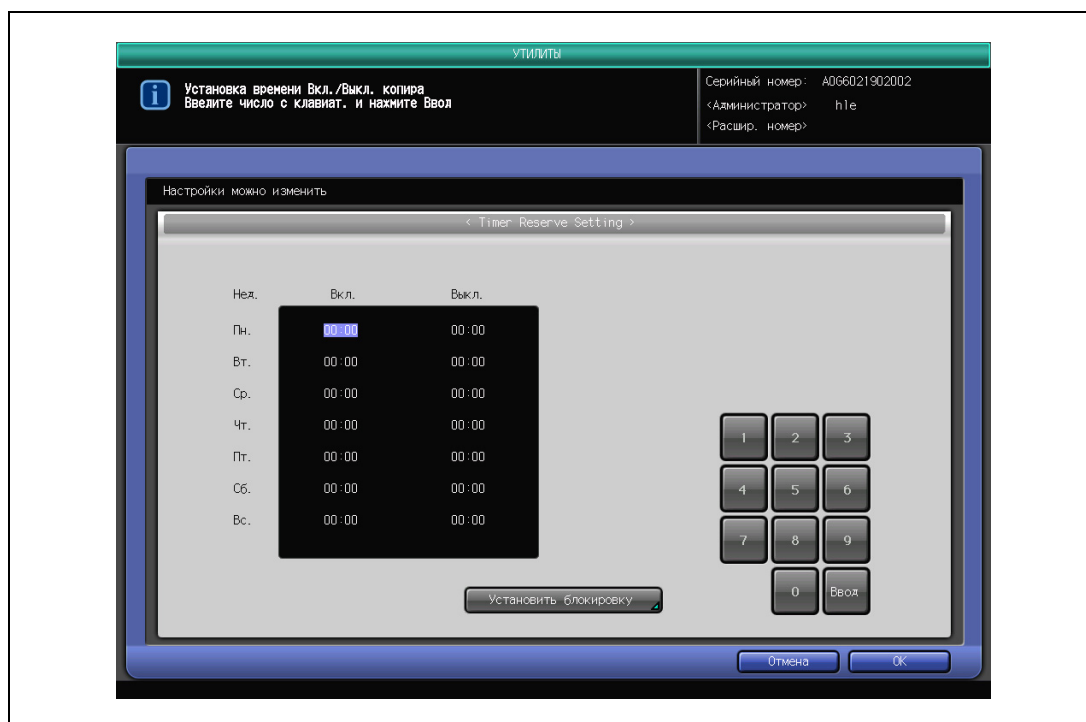 УТИЛИТЫ
Установка времени Вкл./Выкл. копира
Введите число с клавиат. и нажмите Ввод
Серийный номер: A0G6021902002
<Администратор> hle
<Расшир. номер>
Настройки можно изменить
< Timer Reserve Setting >
Нед. Вкл. Выкл.
Пн. 00:00 00:00
Вт. 00:00 00:00
Ср. 00:00 00:00
Чт. 00:00 00:00
Пт. 00:00 00:00
Сб. 00:00 00:00
Вс. 00:00 00:00
1 2 3
4 5 6
7 8 9
0 Ввод
Установить блокировку
Отмена OK